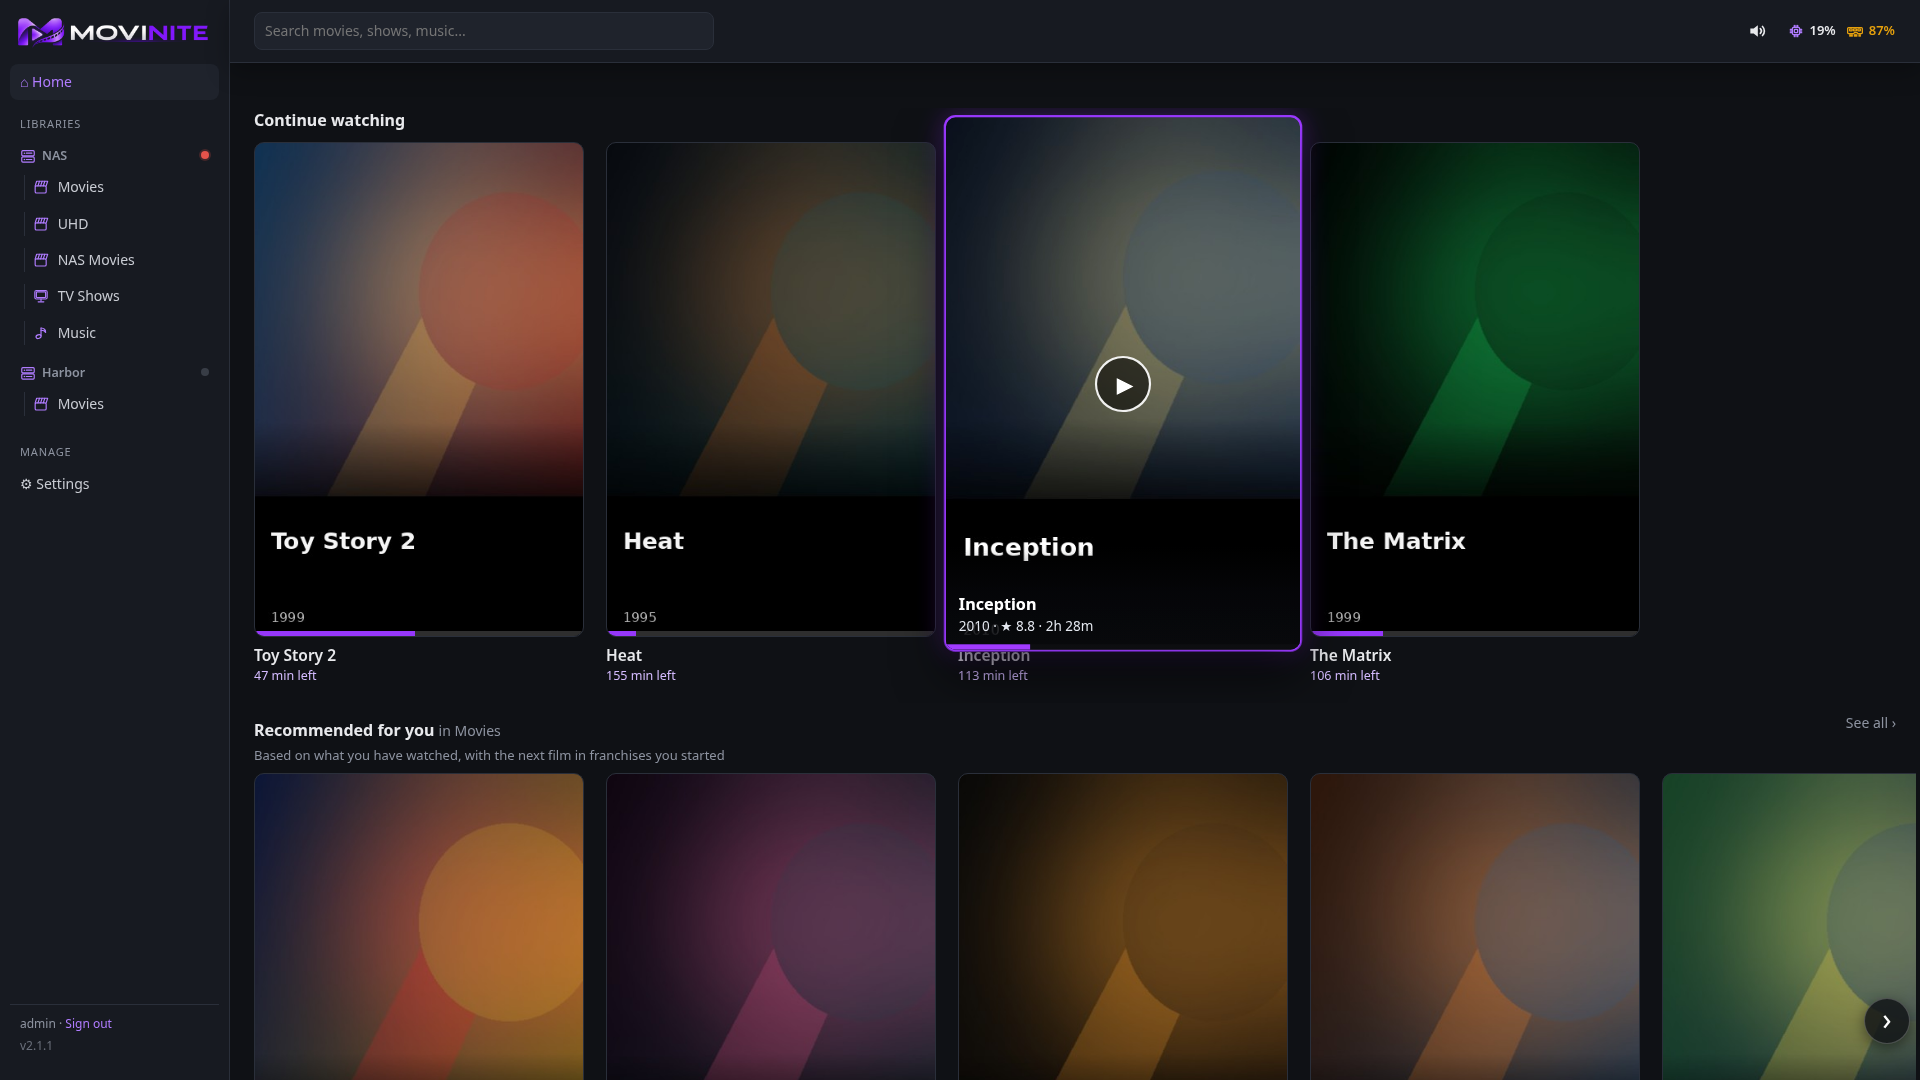 MOVINITE
Search movies, shows, music...
19%
87%
⌂ Home
LIBRARIES
NAS
Movies
UHD
NAS Movies
TV Shows
Music
Harbor
Movies
MANAGE
⚙ Settings
admin · Sign out
v2.1.1
Continue watching
Toy Story 2
1999
Toy Story 2
47 min left
Heat
1995
Heat
155 min left
Inception
Inception
2010 · ★ 8.8 · 2h 28m
Inception
113 min left
The Matrix
1999
The Matrix
106 min left
Recommended for you in Movies
See all ›
Based on what you have watched, with the next film in franchises you started